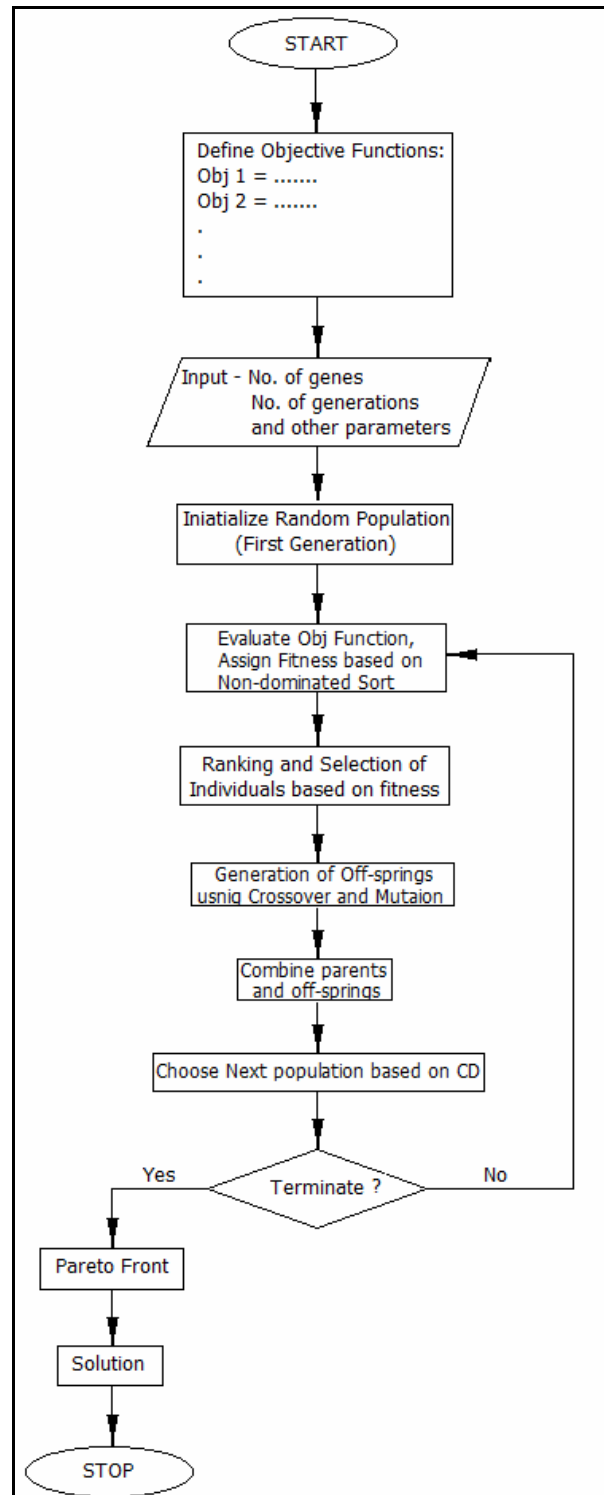 START
Define Objective Functions:
Obj 1 = .......
Obj 2 = .......
.
.
.
Input - No. of genes
No. of generations
and other parameters
Iniatialize Random Population
(First Generation)
Evaluate Obj Function,
Assign Fitness based on
Non-dominated Sort
Ranking and Selection of
Individuals based on fitness
Generation of Off-springs
usnig Crossover and Mutaion
Combine parents
and off-springs
Choose Next population based on CD
Yes
Terminate ?
No
Pareto Front
Solution
STOP